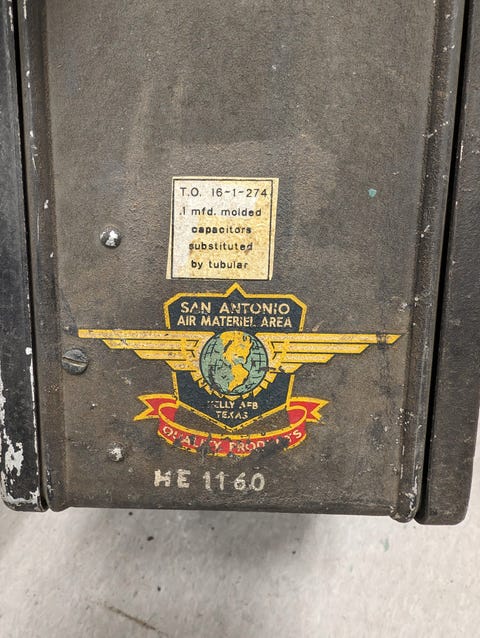 T.O. 16-1-274
.1 mfd. molded
capacitors
substituted
by tubular
SAN ANTONIO
AIR MATERIEL AREA
KELLY AFB
TEXAS
QUALITY PRODUCTS
HE 1160